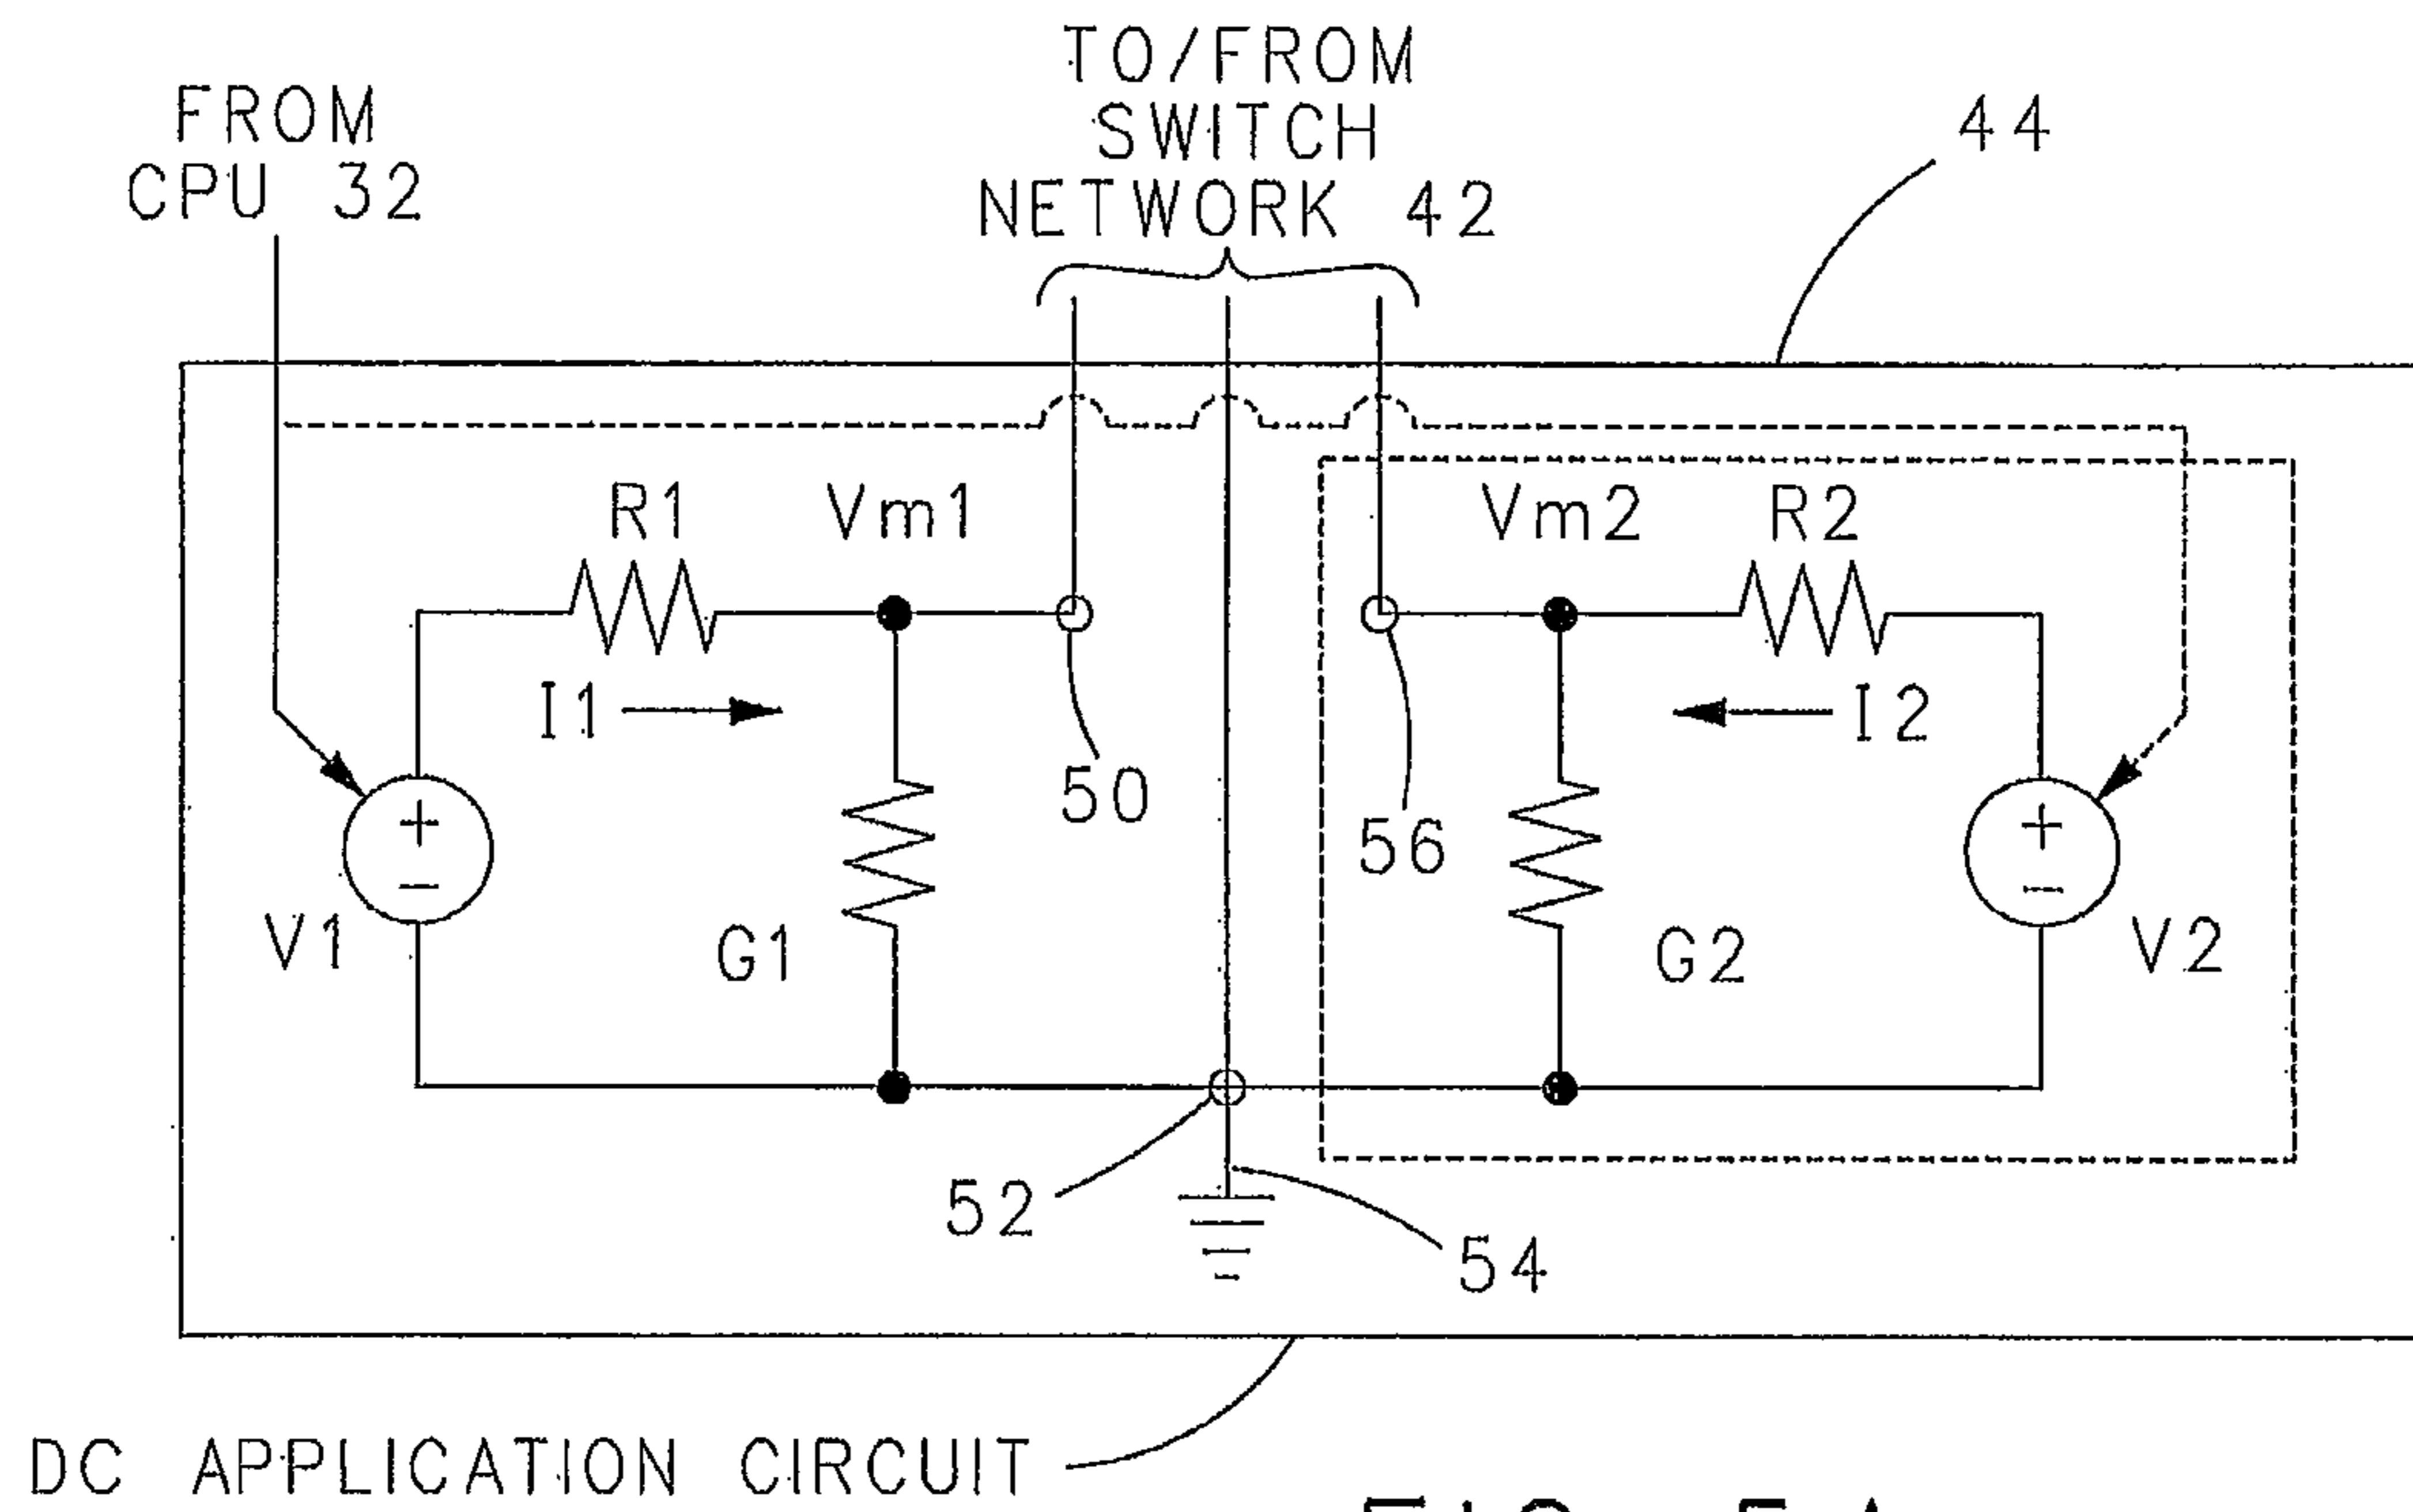 TO/FROM
SWITCH
NETWORK 42
FROM
CPU 32
44
R1
Vm1
Vm2
R2
I1
I2
50
56
+
−
+
−
V1
G1
G2
V2
52
54
DC APPLICATION CIRCUIT